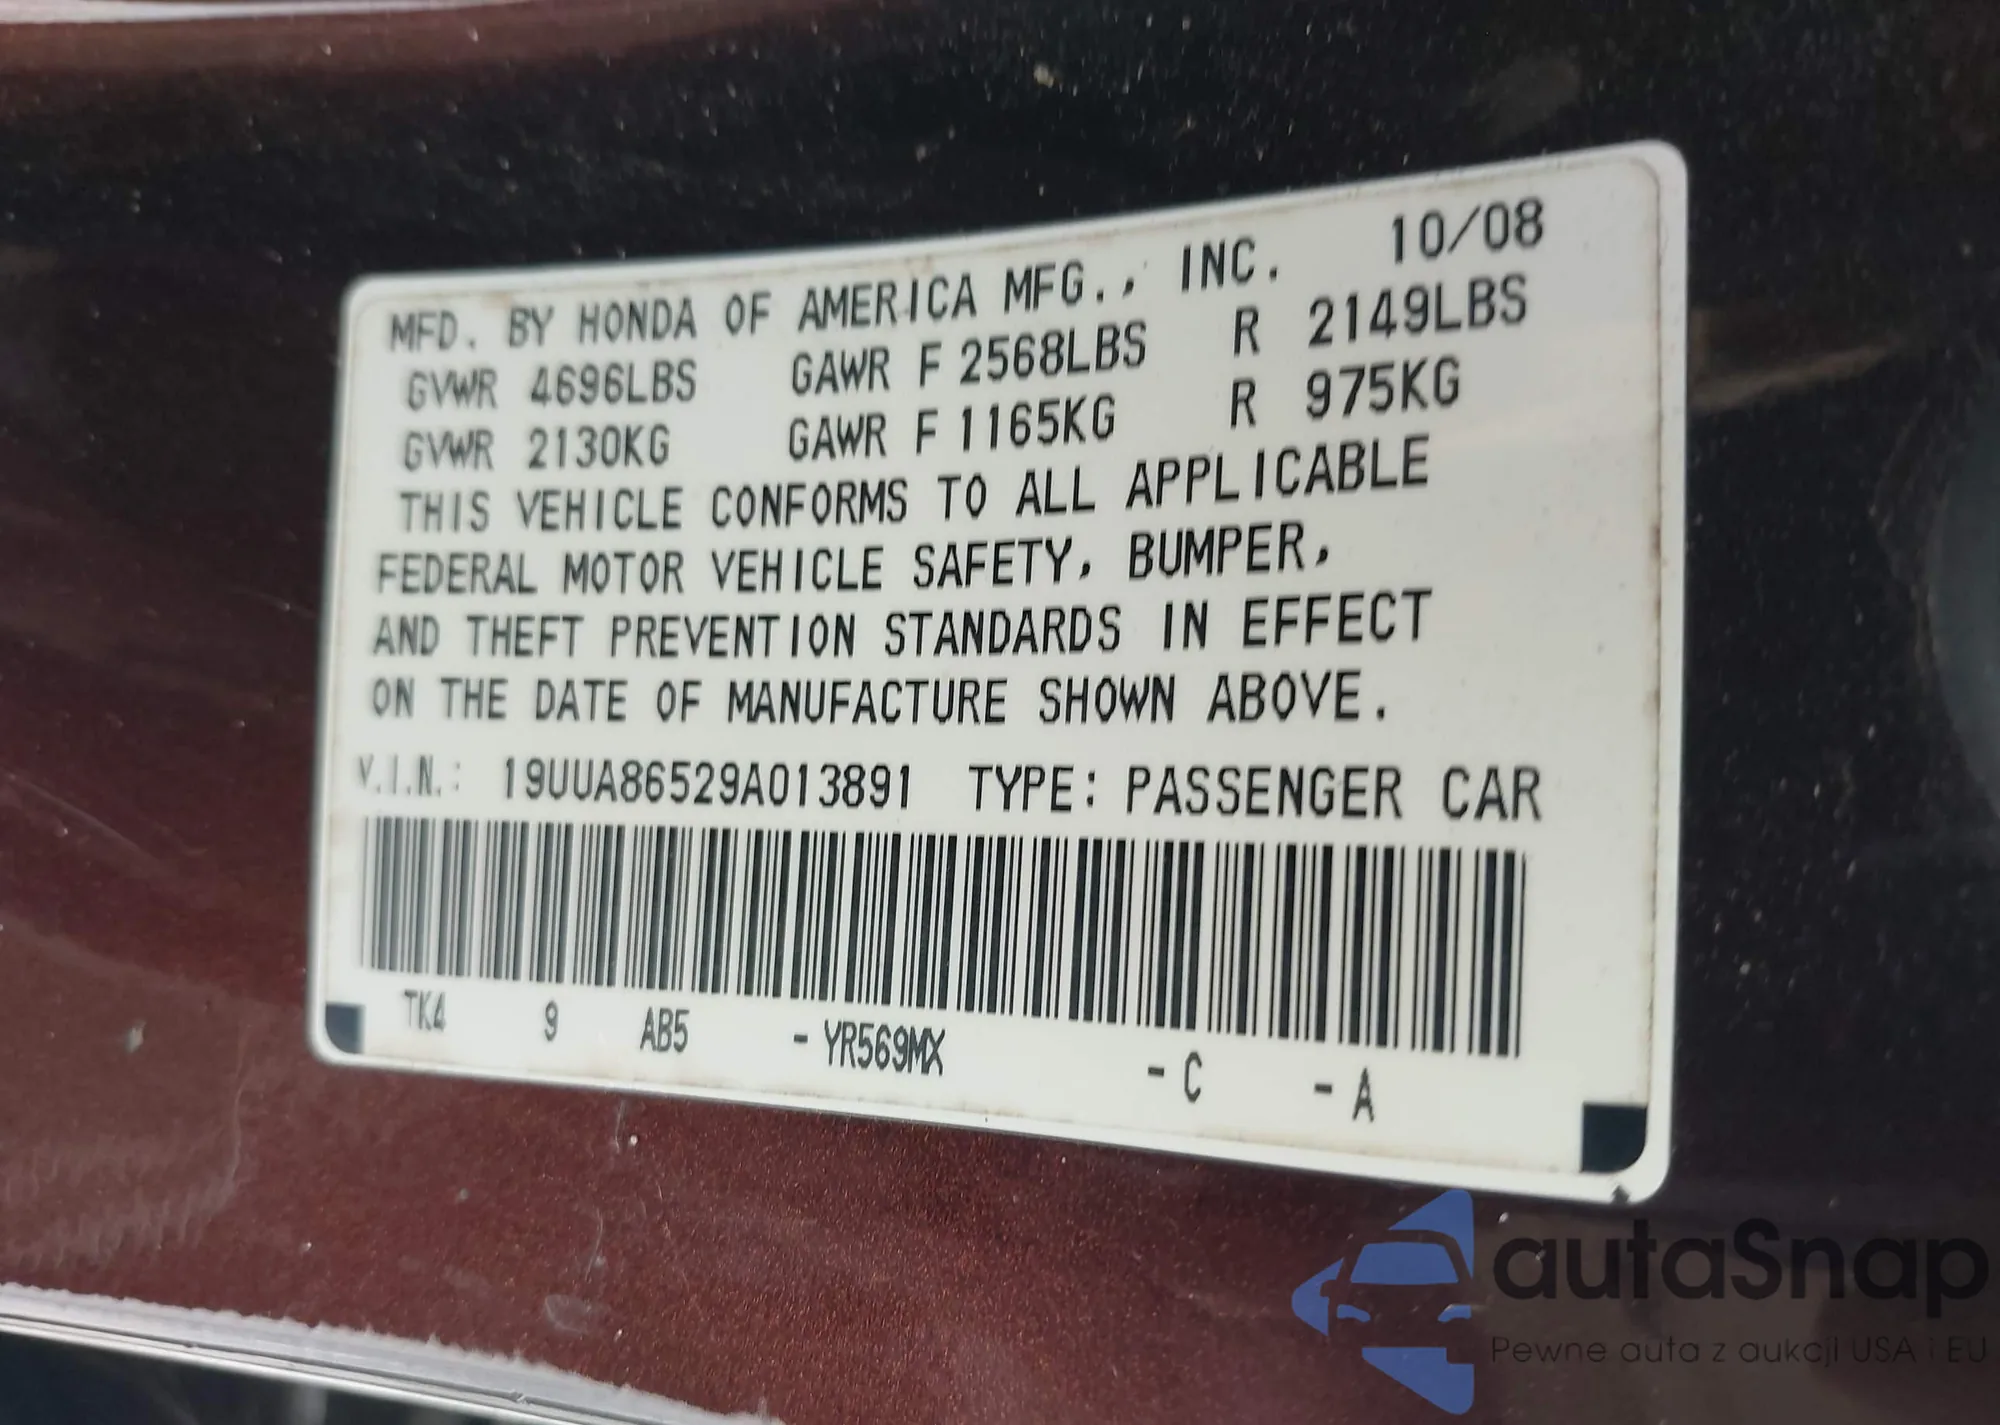 MFD. BY HONDA OF AMERICA MFG., INC. 10/08
GVWR 4696LBS GAWR F 2568LBS R 2149LBS
GVWR 2130KG GAWR F 1165KG R 975KG
THIS VEHICLE CONFORMS TO ALL APPLICABLE
FEDERAL MOTOR VEHICLE SAFETY, BUMPER,
AND THEFT PREVENTION STANDARDS IN EFFECT
ON THE DATE OF MANUFACTURE SHOWN ABOVE.
V.I.N.: 19UUA86529A013891 TYPE: PASSENGER CAR
TK4 9 AB5 - YR569MX - C - A
autaSnap
Pewne auta z aukcji USA i EU